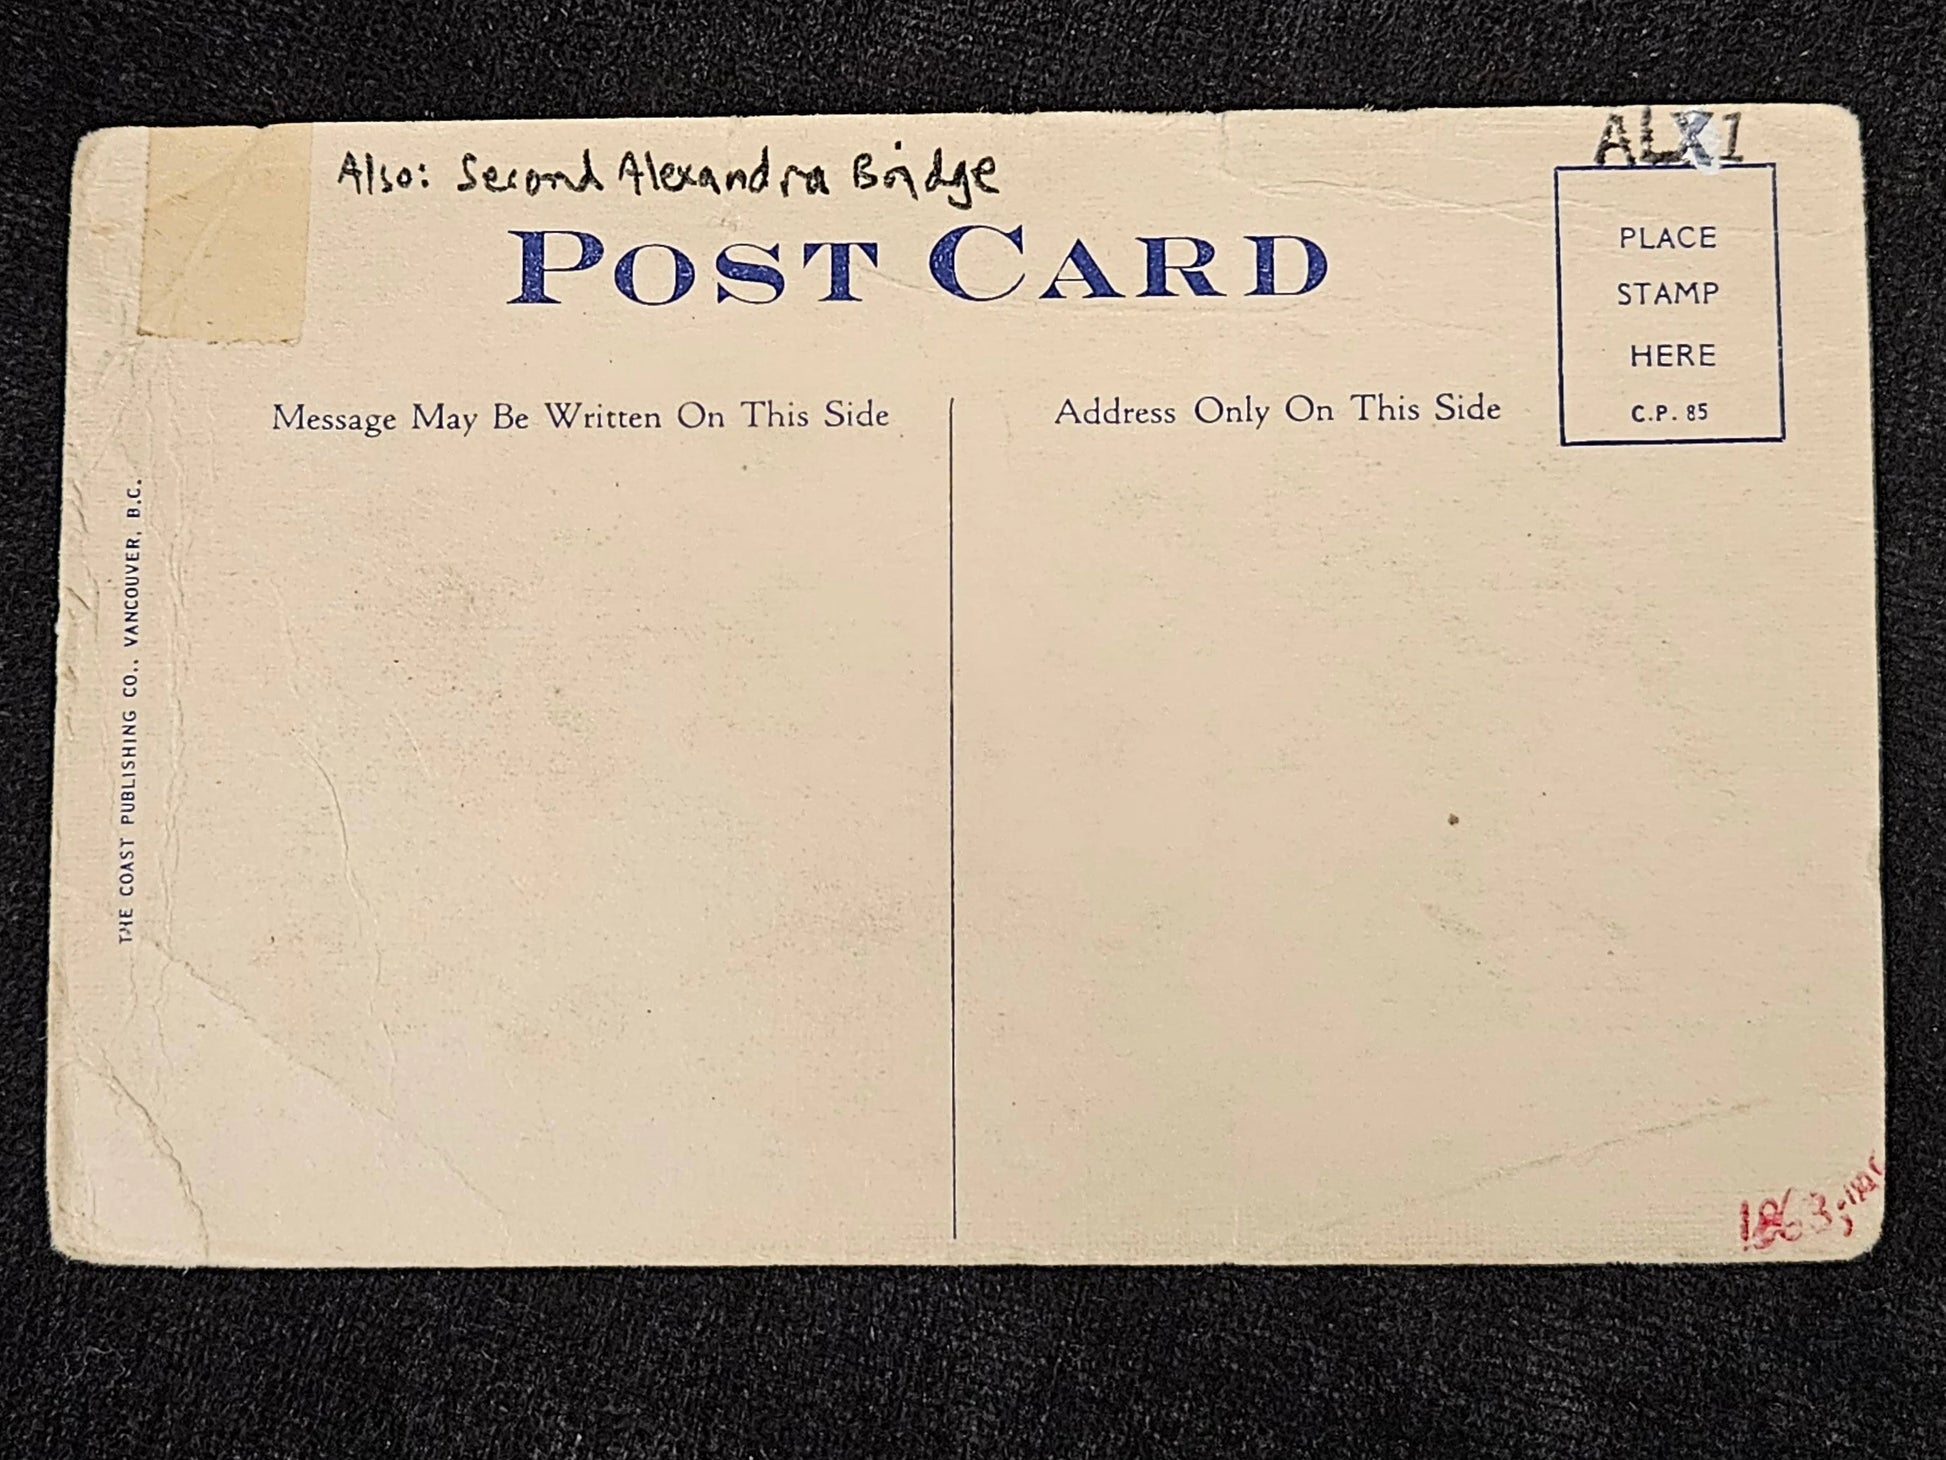 ALX1
Also: Second Alexandra Bridge
POST CARD
PLACE
STAMP
HERE
C.P. 85
Message May Be Written On This Side
Address Only On This Side
THE COAST PUBLISHING CO., VANCOUVER, B.C.
1863;